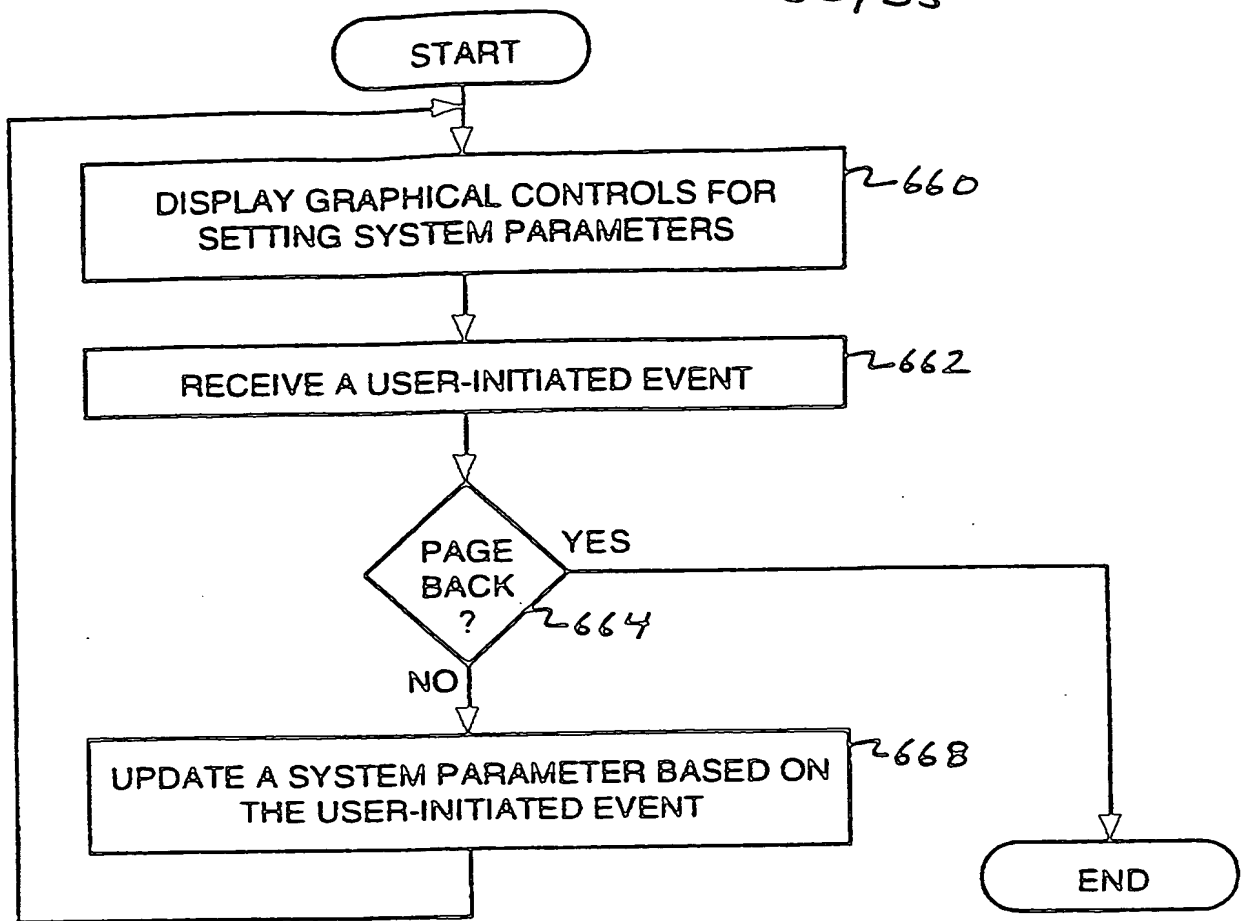 START
DISPLAY GRAPHICAL CONTROLS FOR
SETTING SYSTEM PARAMETERS
660
RECEIVE A USER-INITIATED EVENT
662
PAGE
BACK
?
YES
664
NO
UPDATE A SYSTEM PARAMETER BASED ON
THE USER-INITIATED EVENT
668
END